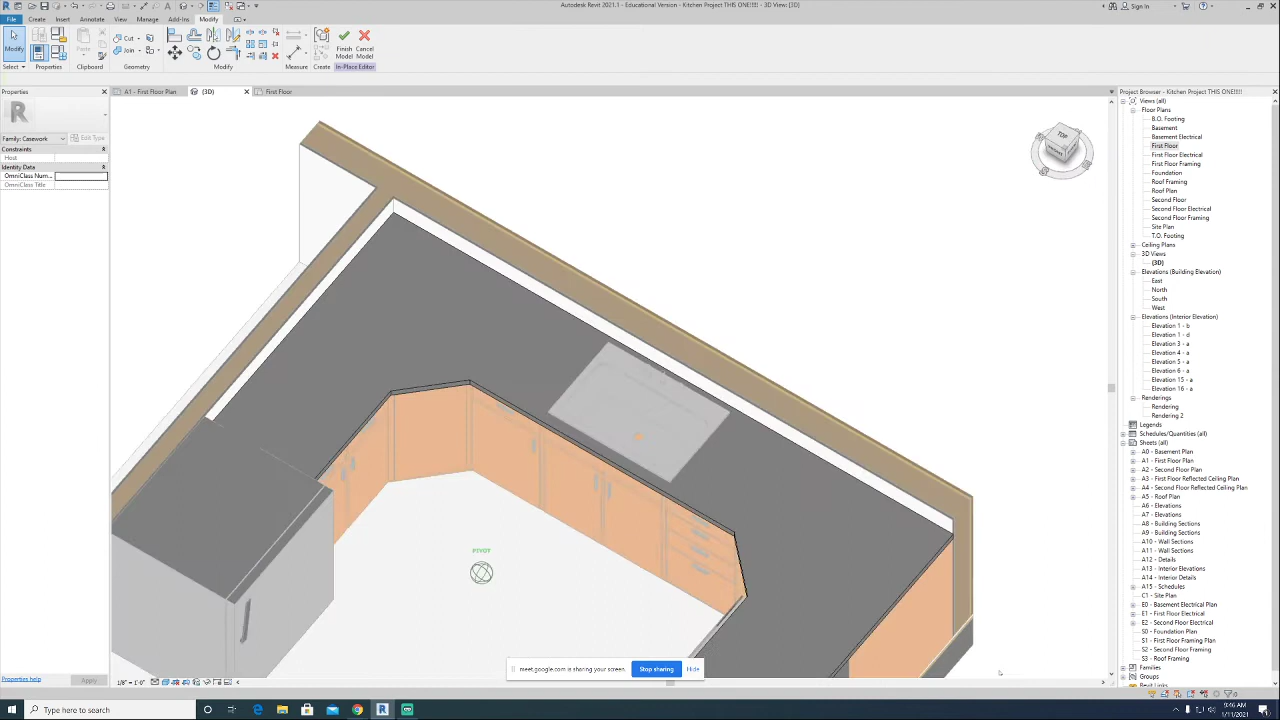 Autodesk Revit 2021.1 - Educational Version - Kitchen Project THIS ONE!!!! - 3D View: {3D}
Sign In
File Create Insert Annotate View Manage Add-Ins Modify
Modify
Paste
Cut
Join
Finish Model
Cancel Model
Select Properties Clipboard Geometry Modify Measure Create In-Place Editor
Properties
A1 - First Floor Plan
{3D}
First Floor
Family: Casework
Edit Type
Constraints
Host
Identity Data
OmniClass Num...
OmniClass Title
TOP
PIVOT
Properties help
Apply
1/8" = 1'-0"
meet.google.com is sharing your screen.
Stop sharing
Hide
Project Browser - Kitchen Project THIS ONE!!!!
Views (all)
Floor Plans
B.O. Footing
Basement
Basement Electrical
First Floor
First Floor Electrical
First Floor Framing
Foundation
Roof Framing
Roof Plan
Second Floor
Second Floor Electrical
Second Floor Framing
Site Plan
T.O. Footing
Ceiling Plans
3D Views
{3D}
Elevations (Building Elevation)
East
North
South
West
Elevations (Interior Elevation)
Elevation 1 - b
Elevation 1 - d
Elevation 3 - a
Elevation 4 - a
Elevation 5 - a
Elevation 6 - a
Elevation 15 - a
Elevation 16 - a
Renderings
Rendering
Rendering 2
Legends
Schedules/Quantities (all)
Sheets (all)
A0 - Basement Plan
A1 - First Floor Plan
A2 - Second Floor Plan
A3 - First Floor Reflected Ceiling Plan
A4 - Second Floor Reflected Ceiling Plan
A5 - Roof Plan
A6 - Elevations
A7 - Elevations
A8 - Building Sections
A9 - Building Sections
A10 - Wall Sections
A11 - Wall Sections
A12 - Details
A13 - Interior Elevations
A14 - Interior Details
A15 - Schedules
C1 - Site Plan
E0 - Basement Electrical Plan
E1 - First Floor Electrical
E2 - Second Floor Electrical
S0 - Foundation Plan
S1 - First Floor Framing Plan
S2 - Second Floor Framing
S3 - Roof Framing
Families
Groups
Revit Links
Type here to search
9:46 AM
1/11/2021